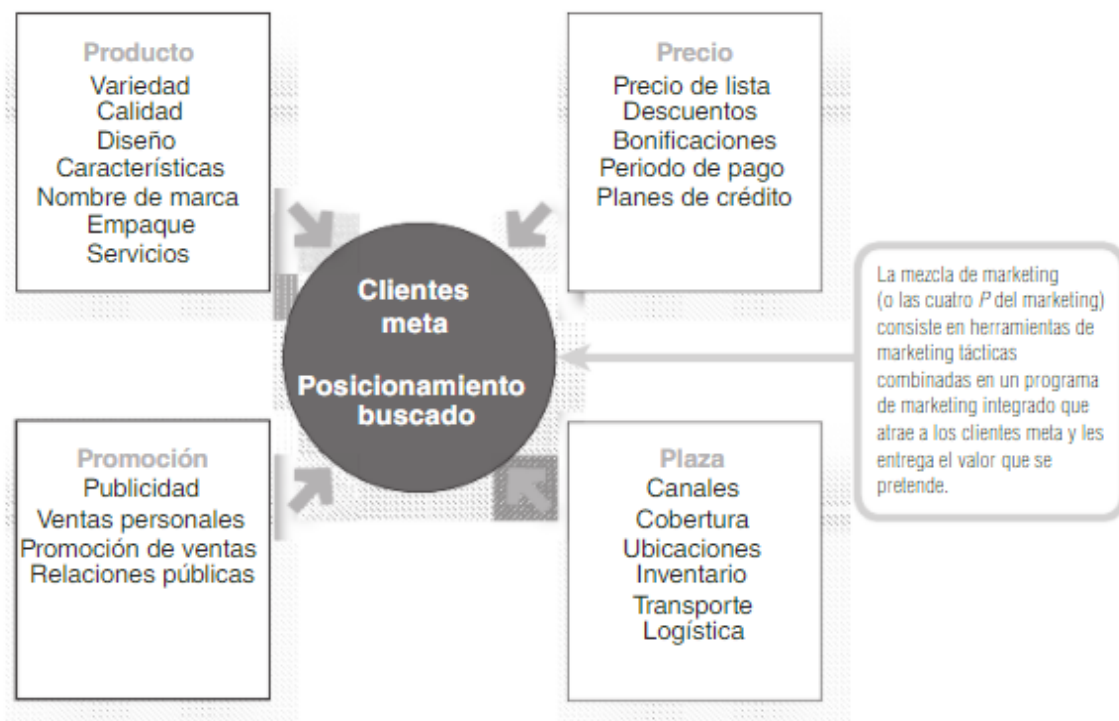 Producto
Variedad
Calidad
Diseño
Características
Nombre de marca
Empaque
Servicios
Precio
Precio de lista
Descuentos
Bonificaciones
Periodo de pago
Planes de crédito
Clientes
meta
Posicionamiento
buscado
La mezcla de marketing
(o las cuatro P del marketing)
consiste en herramientas de
marketing tácticas
combinadas en un programa
de marketing integrado que
atrae a los clientes meta y les
entrega el valor que se
pretende.
Promoción
Publicidad
Ventas personales
Promoción de ventas
Relaciones públicas
Plaza
Canales
Cobertura
Ubicaciones
Inventario
Transporte
Logística